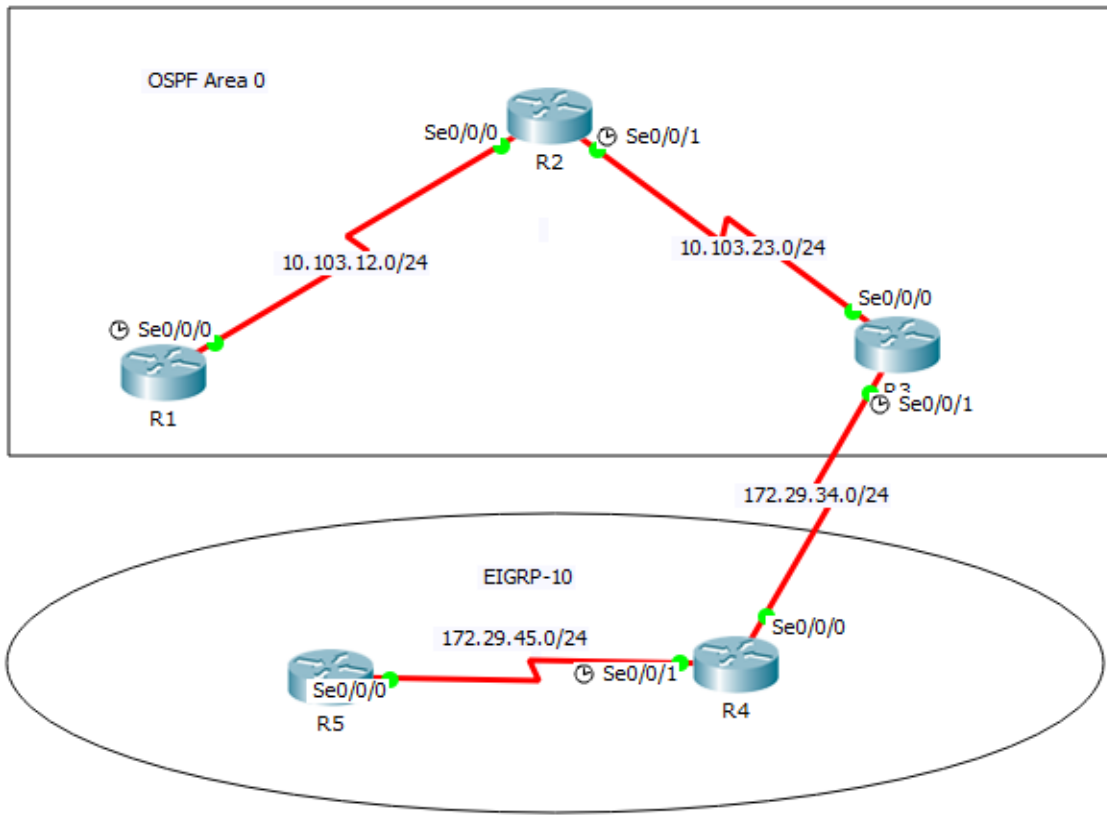 OSPF Area 0
Se0/0/0
Se0/0/1
R2
10.103.12.0/24
10.103.23.0/24
Se0/0/0
Se0/0/0
R1
R3
Se0/0/1
172.29.34.0/24
EIGRP-10
Se0/0/0
172.29.45.0/24
Se0/0/1
Se0/0/0
R4
R5